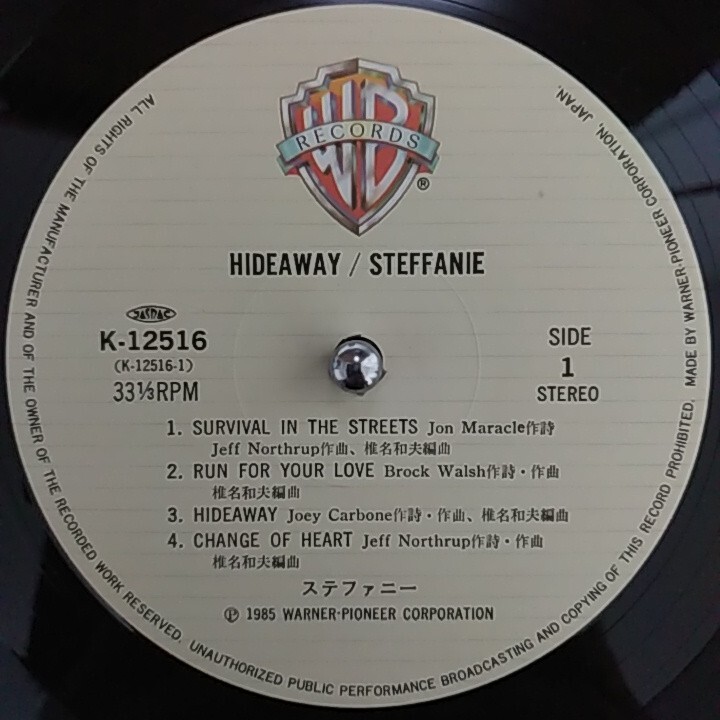 WB
RECORDS
®
HIDEAWAY / STEFFANIE
JASRAC
K-12516
(K-12516-1)
33⅓RPM
SIDE
1
STEREO
1. SURVIVAL IN THE STREETS Jon Maracle作詩
Jeff Northrup作曲、椎名和夫編曲
2. RUN FOR YOUR LOVE Brock Walsh作詩・作曲
椎名和夫編曲
3. HIDEAWAY Joey Carbone作詩・作曲、椎名和夫編曲
4. CHANGE OF HEART Jeff Northrup作詩・作曲
椎名和夫編曲
ステファニー
℗ 1985 WARNER-PIONEER CORPORATION
ALL RIGHTS OF THE MANUFACTURER AND OF THE OWNER OF THE RECORDED WORK RESERVED. UNAUTHORIZED PUBLIC PERFORMANCE BROADCASTING AND COPYING OF THIS RECORD PROHIBITED. MADE BY WARNER-PIONEER CORPORATION, JAPAN.